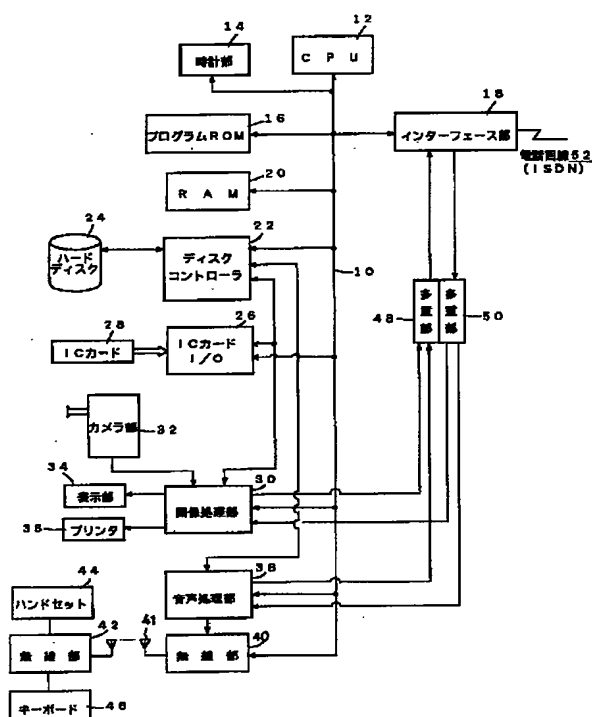 14
時計部
12
CPU
16
プログラムROM
18
インターフェース部
電話回線52
(ISDN)
20
RAM
24
ハード
ディスク
22
ディスク
コントローラ
10
48
多重部
多重部
50
28
ICカード
26
ICカード
I/O
カメラ部
32
34
表示部
30
画像処理部
36
プリンタ
38
音声処理部
44
ハンドセット
42
無線部
41
40
無線部
キーボード
46